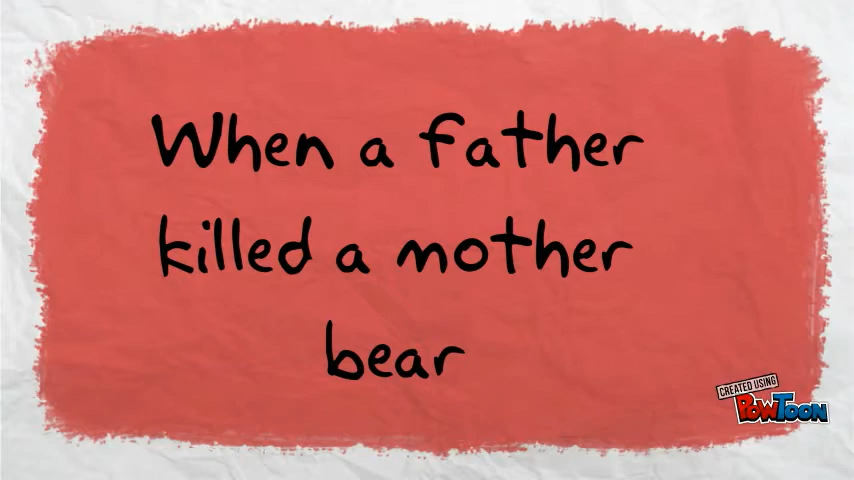 When a father
killed a mother
bear
CREATED USING
PowToon